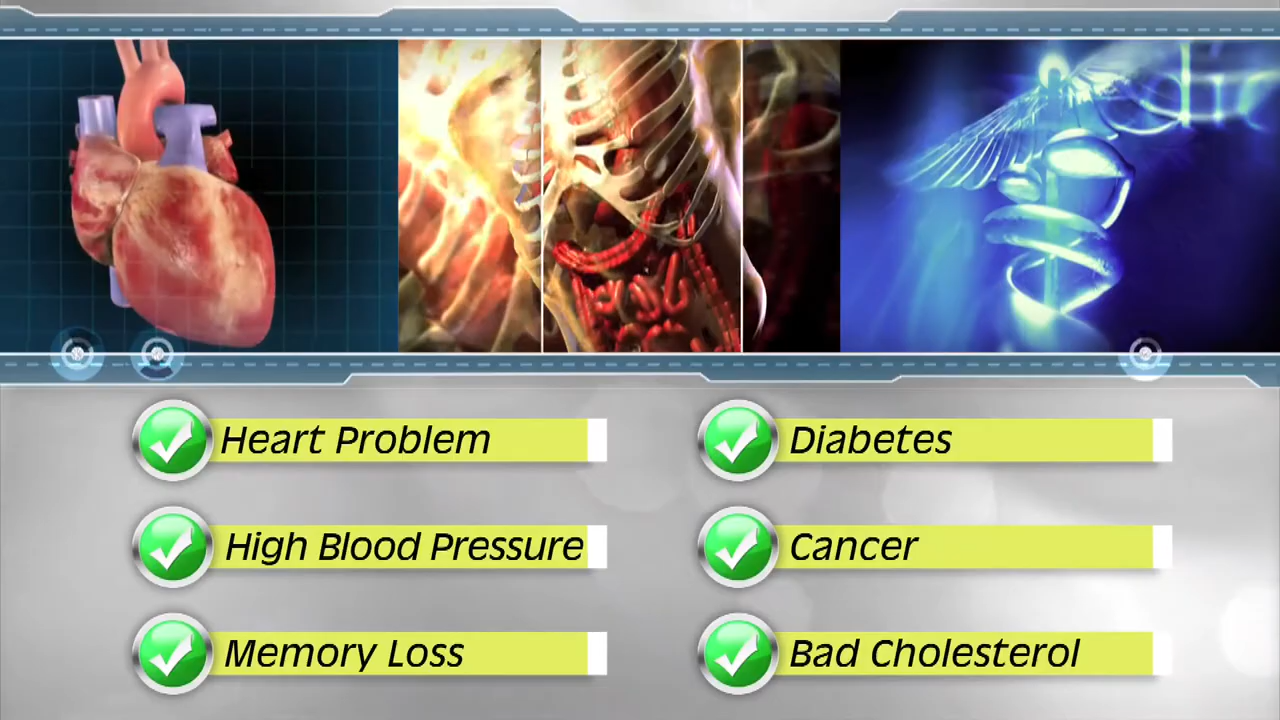 Heart Problem
Diabetes
High Blood Pressure
Cancer
Memory Loss
Bad Cholesterol